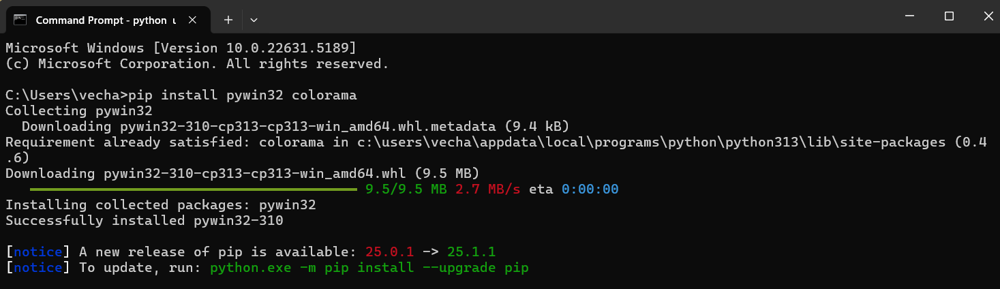 Command Prompt - python u
Microsoft Windows [Version 10.0.22631.5189]
(c) Microsoft Corporation. All rights reserved.
C:\Users\vecha>pip install pywin32 colorama
Collecting pywin32
  Downloading pywin32-310-cp313-cp313-win_amd64.whl.metadata (9.4 kB)
Requirement already satisfied: colorama in c:\users\vecha\appdata\local\programs\python\python313\lib\site-packages (0.4
.6)
Downloading pywin32-310-cp313-cp313-win_amd64.whl (9.5 MB)
9.5/9.5 MB 2.7 MB/s eta 0:00:00
Installing collected packages: pywin32
Successfully installed pywin32-310
[notice] A new release of pip is available: 25.0.1 -> 25.1.1
[notice] To update, run: python.exe -m pip install --upgrade pip